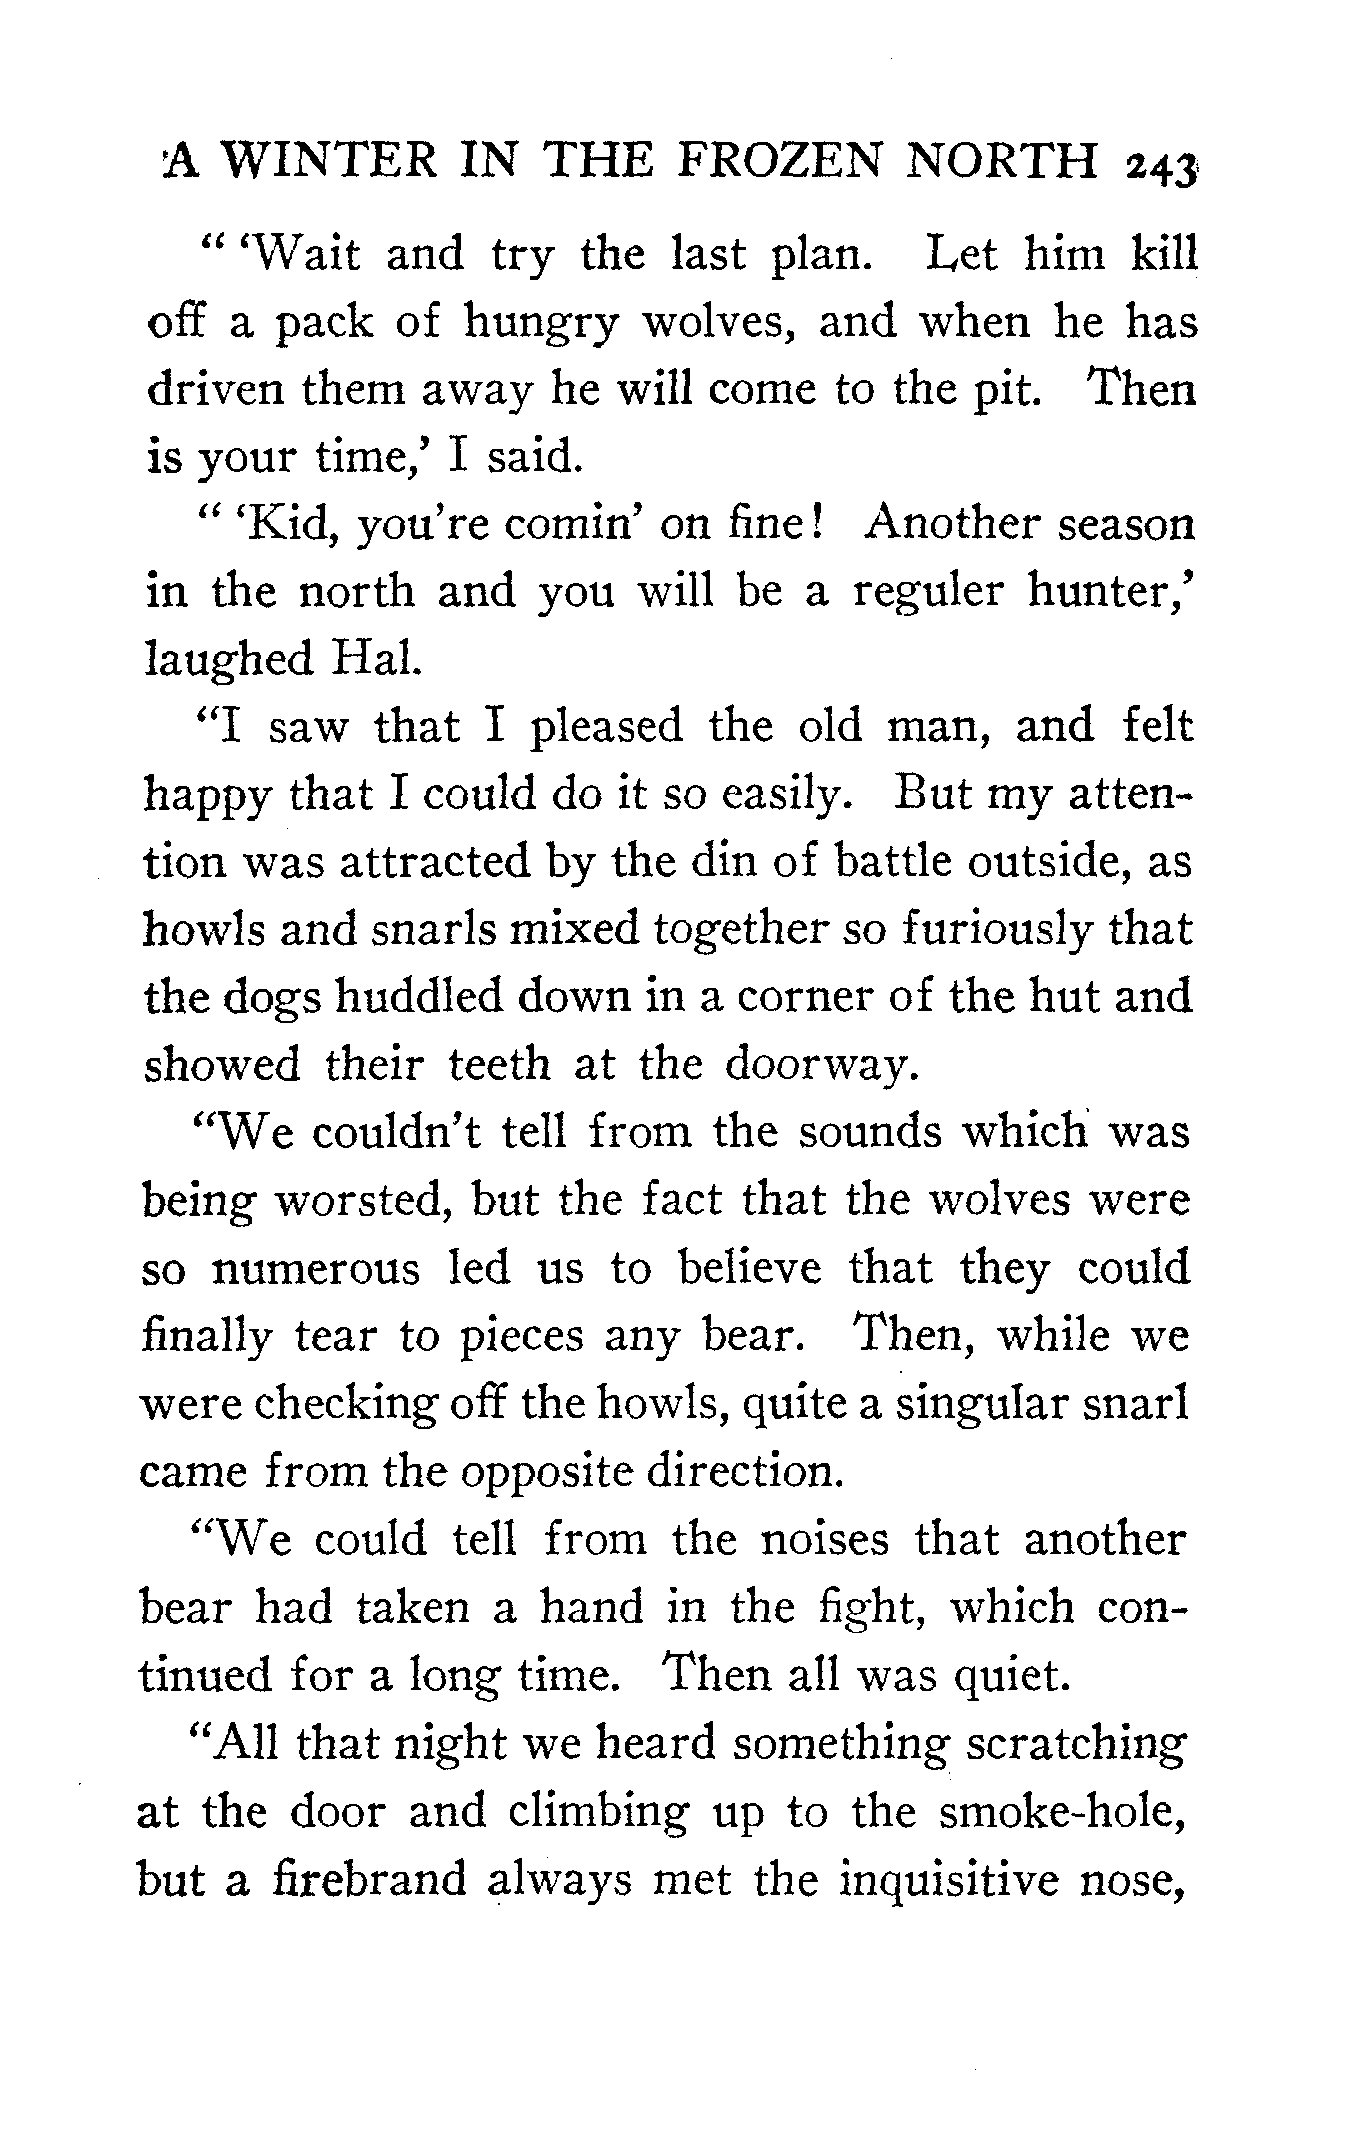 A WINTER IN THE FROZEN NORTH 243
" 'Wait and try the last plan. Let him kill
off a pack of hungry wolves, and when he has
driven them away he will come to the pit. Then
is your time,' I said.
" 'Kid, you're comin' on fine! Another season
in the north and you will be a reguler hunter,'
laughed Hal.
"I saw that I pleased the old man, and felt
happy that I could do it so easily. But my atten-
tion was attracted by the din of battle outside, as
howls and snarls mixed together so furiously that
the dogs huddled down in a corner of the hut and
showed their teeth at the doorway.
"We couldn't tell from the sounds which was
being worsted, but the fact that the wolves were
so numerous led us to believe that they could
finally tear to pieces any bear. Then, while we
were checking off the howls, quite a singular snarl
came from the opposite direction.
"We could tell from the noises that another
bear had taken a hand in the fight, which con-
tinued for a long time. Then all was quiet.
"All that night we heard something scratching
at the door and climbing up to the smoke-hole,
but a firebrand always met the inquisitive nose,